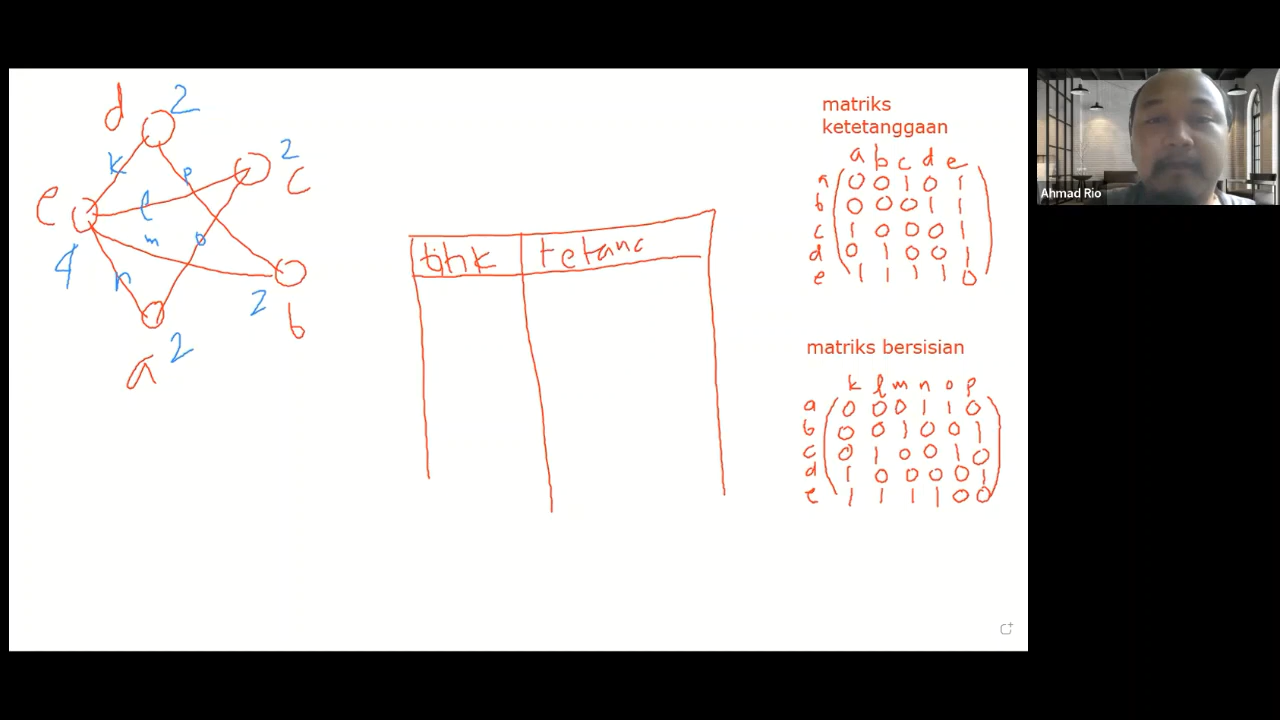 d 2
k p 2
e l c
4 m o
n 2 b
a 2
titik tetang
matriks
ketetanggaan
a b c d e
a 0 0 1 0 1
b 0 0 0 1 1
c 1 0 0 0 1
d 0 1 0 0 1
e 1 1 1 1 0
matriks bersisian
k l m n o p
a 0 0 0 1 1 0
b 0 0 1 0 0 1
c 0 1 0 0 1 0
d 1 0 0 0 0 1
e 1 1 1 1 0 0
Ahmad Rio